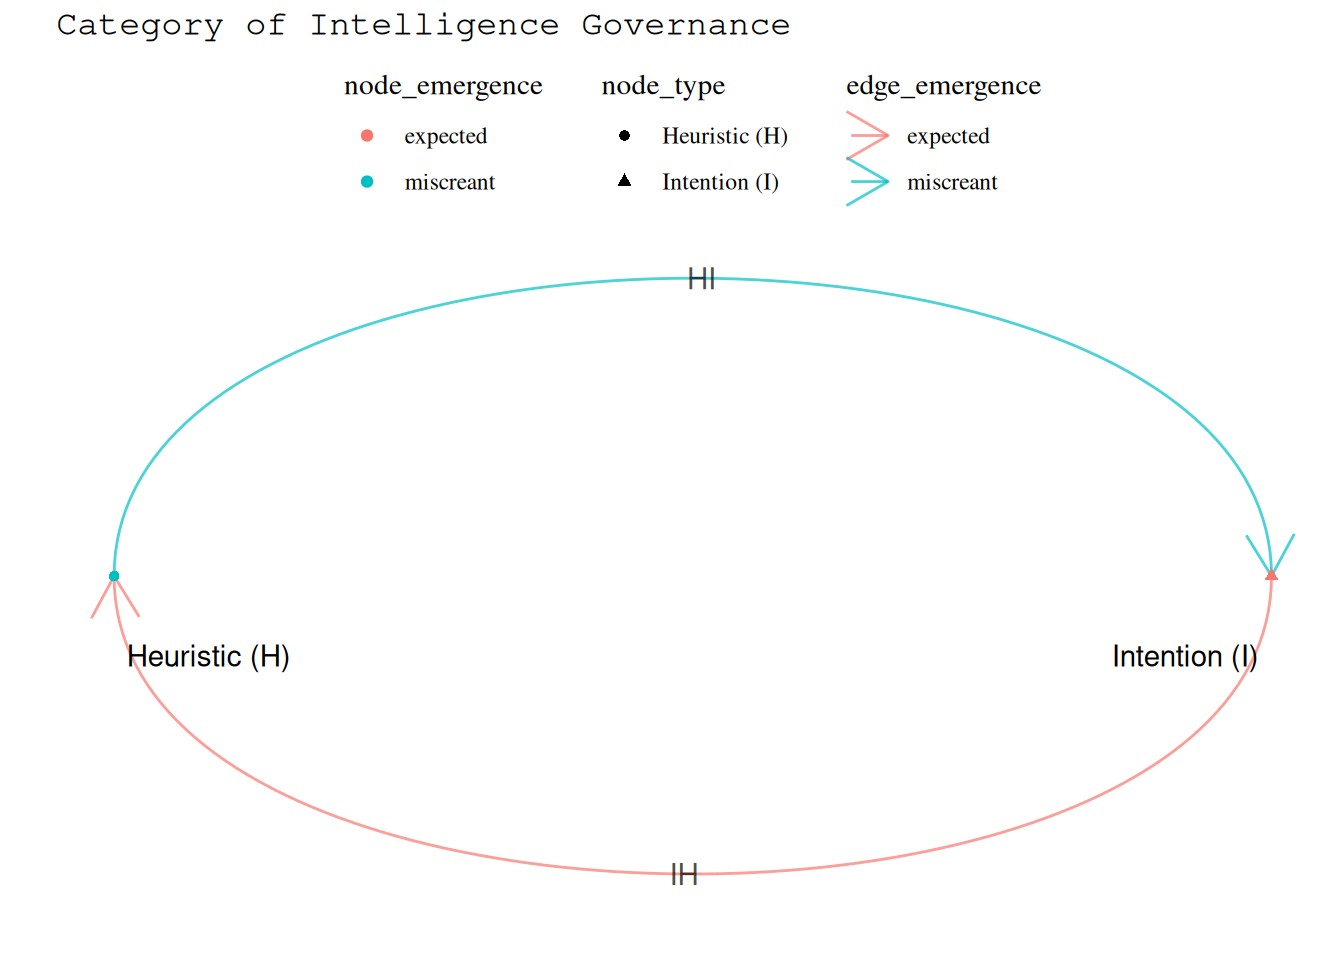 Category of Intelligence Governance
node_emergence node_type edge_emergence
expected Heuristic (H) expected
miscreant Intention (I) miscreant
HI
Heuristic (H) Intention (I)
IH